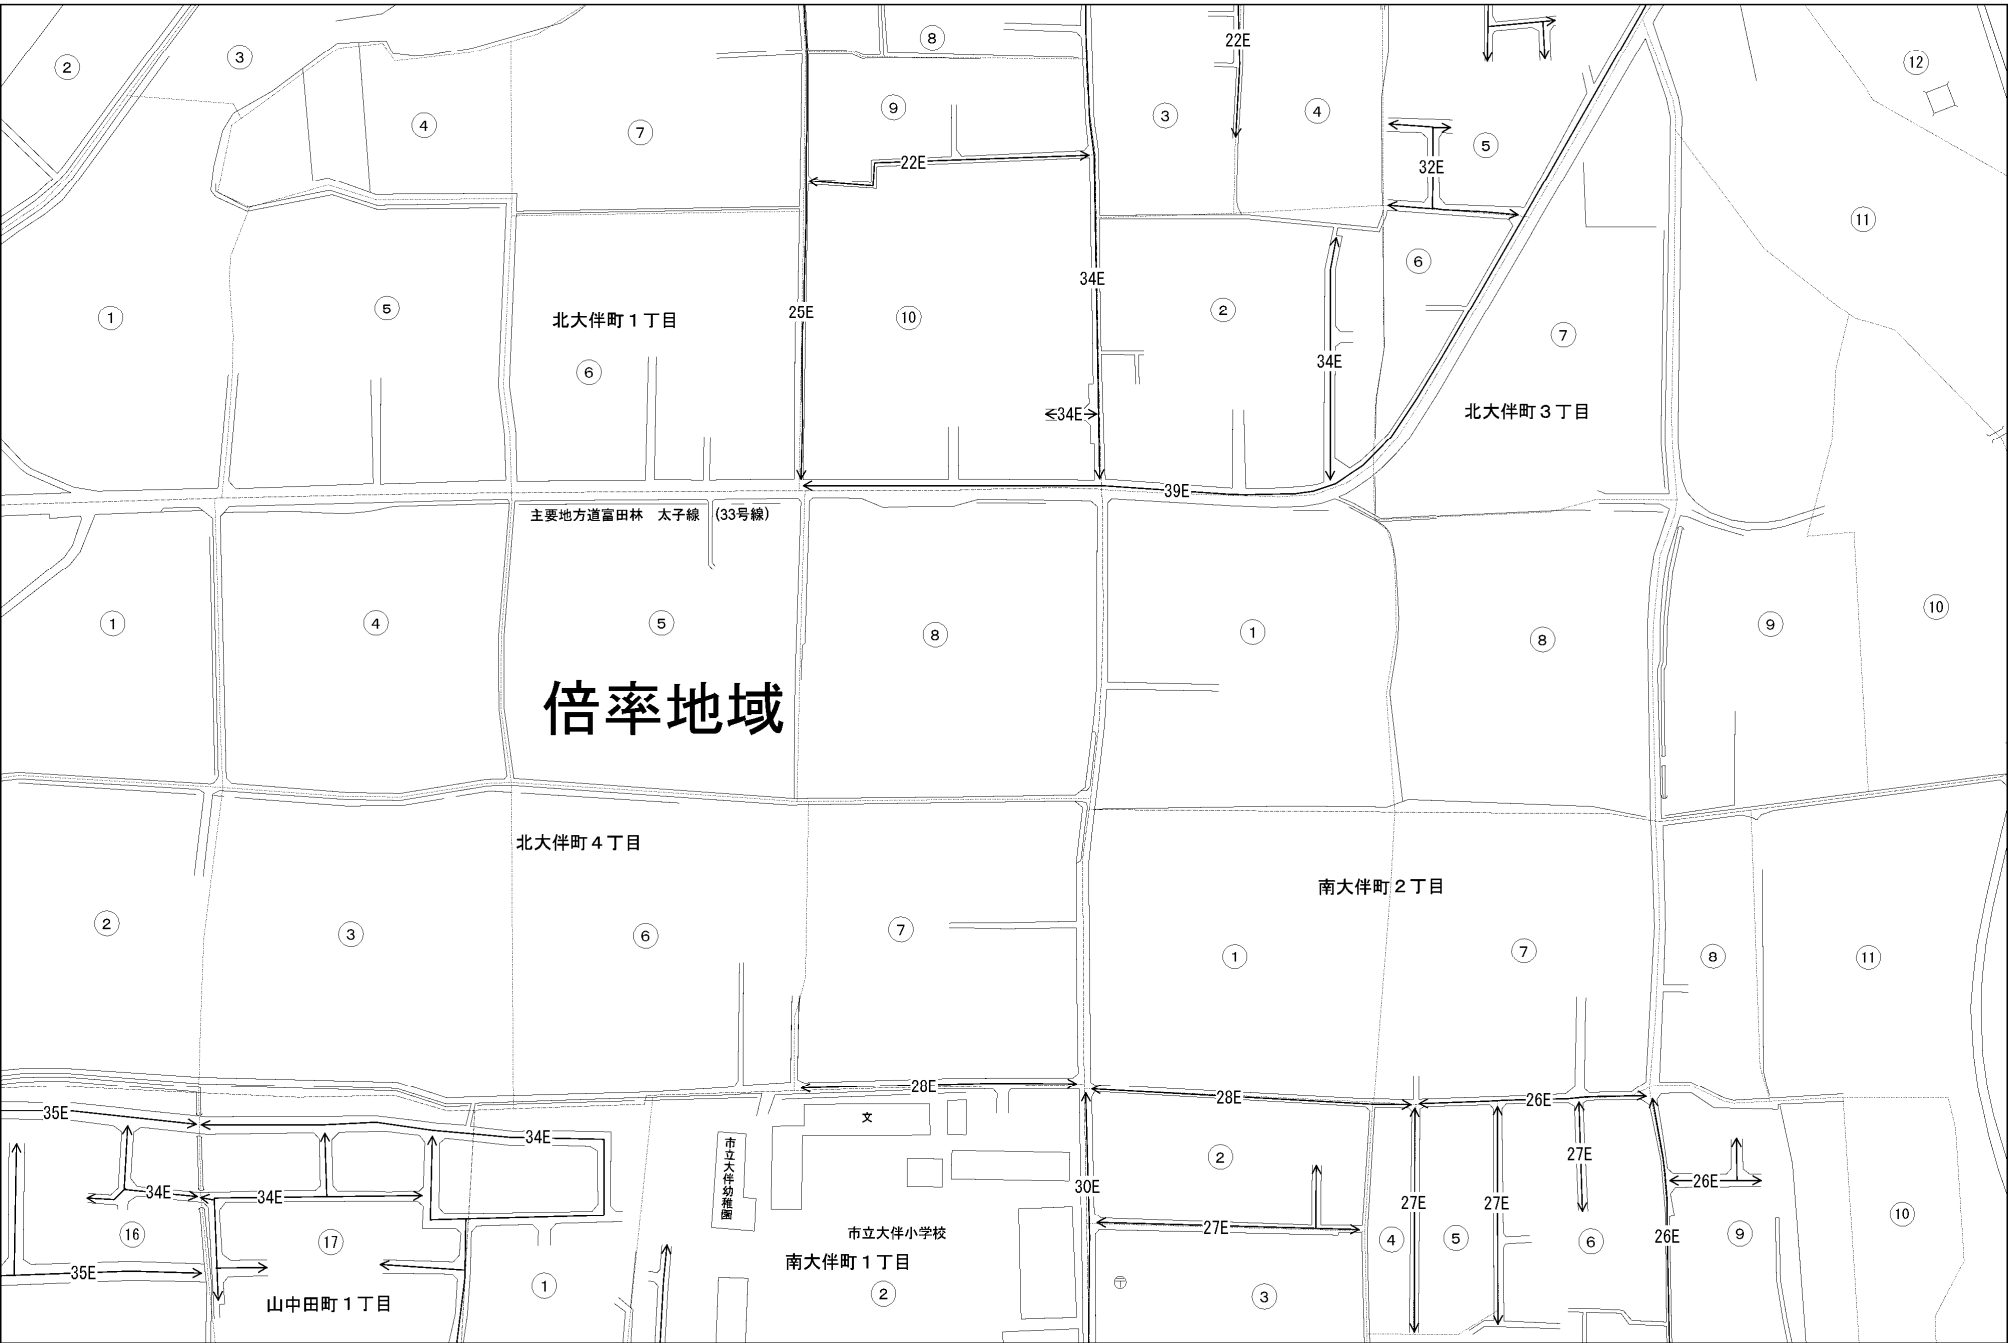 ⑧
22E
②
③
⑫
④
⑦
⑨
③
④
⑤
22E
32E
①
⑤
北大伴町1丁目
⑥
25E
⑩
34E
②
34E
⑥
⑦
⑪
34E
北大伴町3丁目
39E
主要地方道富田林 太子線 (33号線)
①
④
⑤
⑧
①
⑧
⑨
⑩
倍率地域
北大伴町4丁目
南大伴町2丁目
②
③
⑥
⑦
①
⑦
⑧
⑪
28E
28E
26E
35E
34E
文
市立大伴幼稚園
②
27E
34E
34E
30E
27E
27E
27E
26E
⑯
⑰
市立大伴小学校
④
⑤
⑥
26E
⑨
⑩
35E
南大伴町1丁目
山中田町1丁目
①
②
〒
③